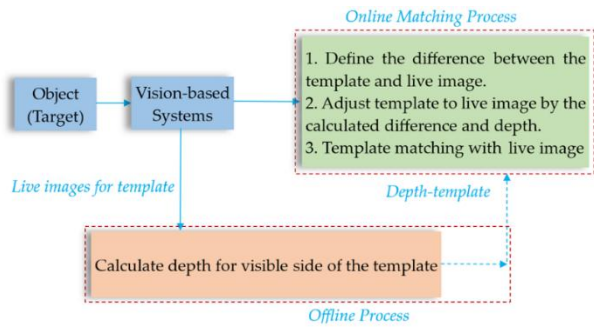 Online Matching Process
Object
(Target)
Vision-based
Systems
1. Define the difference between the
template and live image.
2. Adjust template to live image by the
calculated difference and depth.
3. Template matching with live image
Live images for template
Depth-template
Calculate depth for visible side of the template
Offline Process